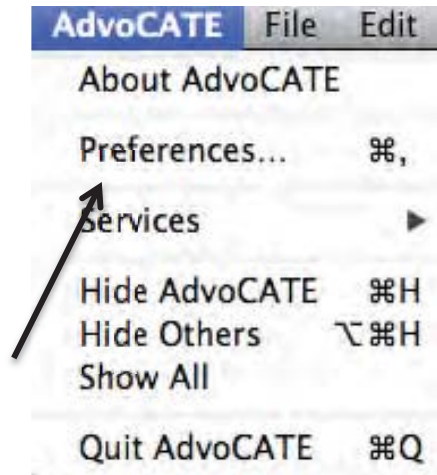 AdvoCATE File Edit
About AdvoCATE
Preferences... ⌘,
Services ▶
Hide AdvoCATE ⌘H
Hide Others ⌥⌘H
Show All
Quit AdvoCATE ⌘Q